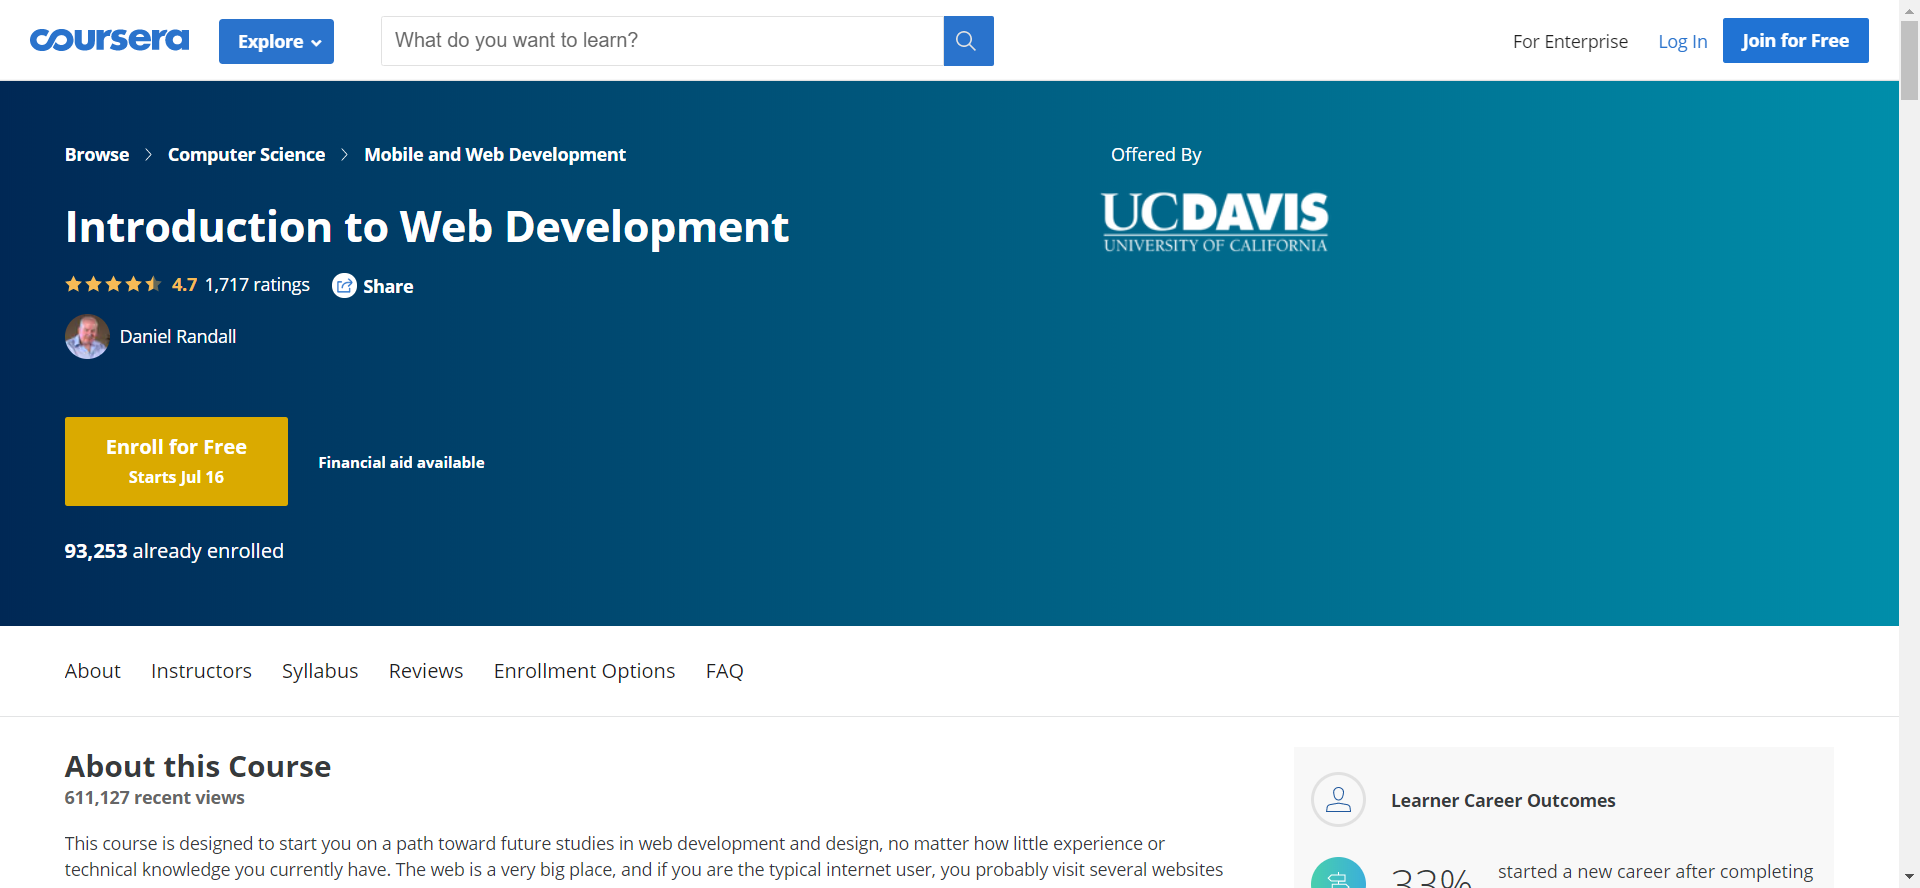 coursera
Explore
What do you want to learn?
For Enterprise
Log In
Join for Free
Browse
Computer Science
Mobile and Web Development
Introduction to Web Development
4.7 1,717 ratings
Share
Daniel Randall
Enroll for Free
Starts Jul 16
Financial aid available
93,253 already enrolled
Offered By
UCDAVIS
UNIVERSITY OF CALIFORNIA
About
Instructors
Syllabus
Reviews
Enrollment Options
FAQ
About this Course
611,127 recent views
This course is designed to start you on a path toward future studies in web development and design, no matter how little experience or
technical knowledge you currently have. The web is a very big place, and if you are the typical internet user, you probably visit several websites
Learner Career Outcomes
33%
started a new career after completing